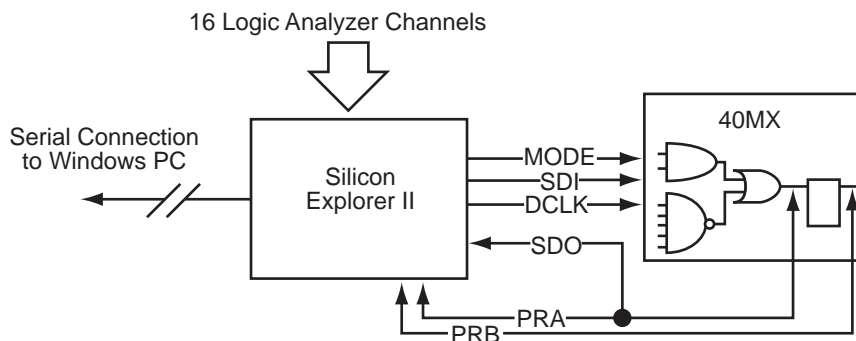 16 Logic Analyzer Channels
Serial Connection
to Windows PC
Silicon
Explorer II
MODE
SDI
DCLK
SDO
PRA
PRB
40MX